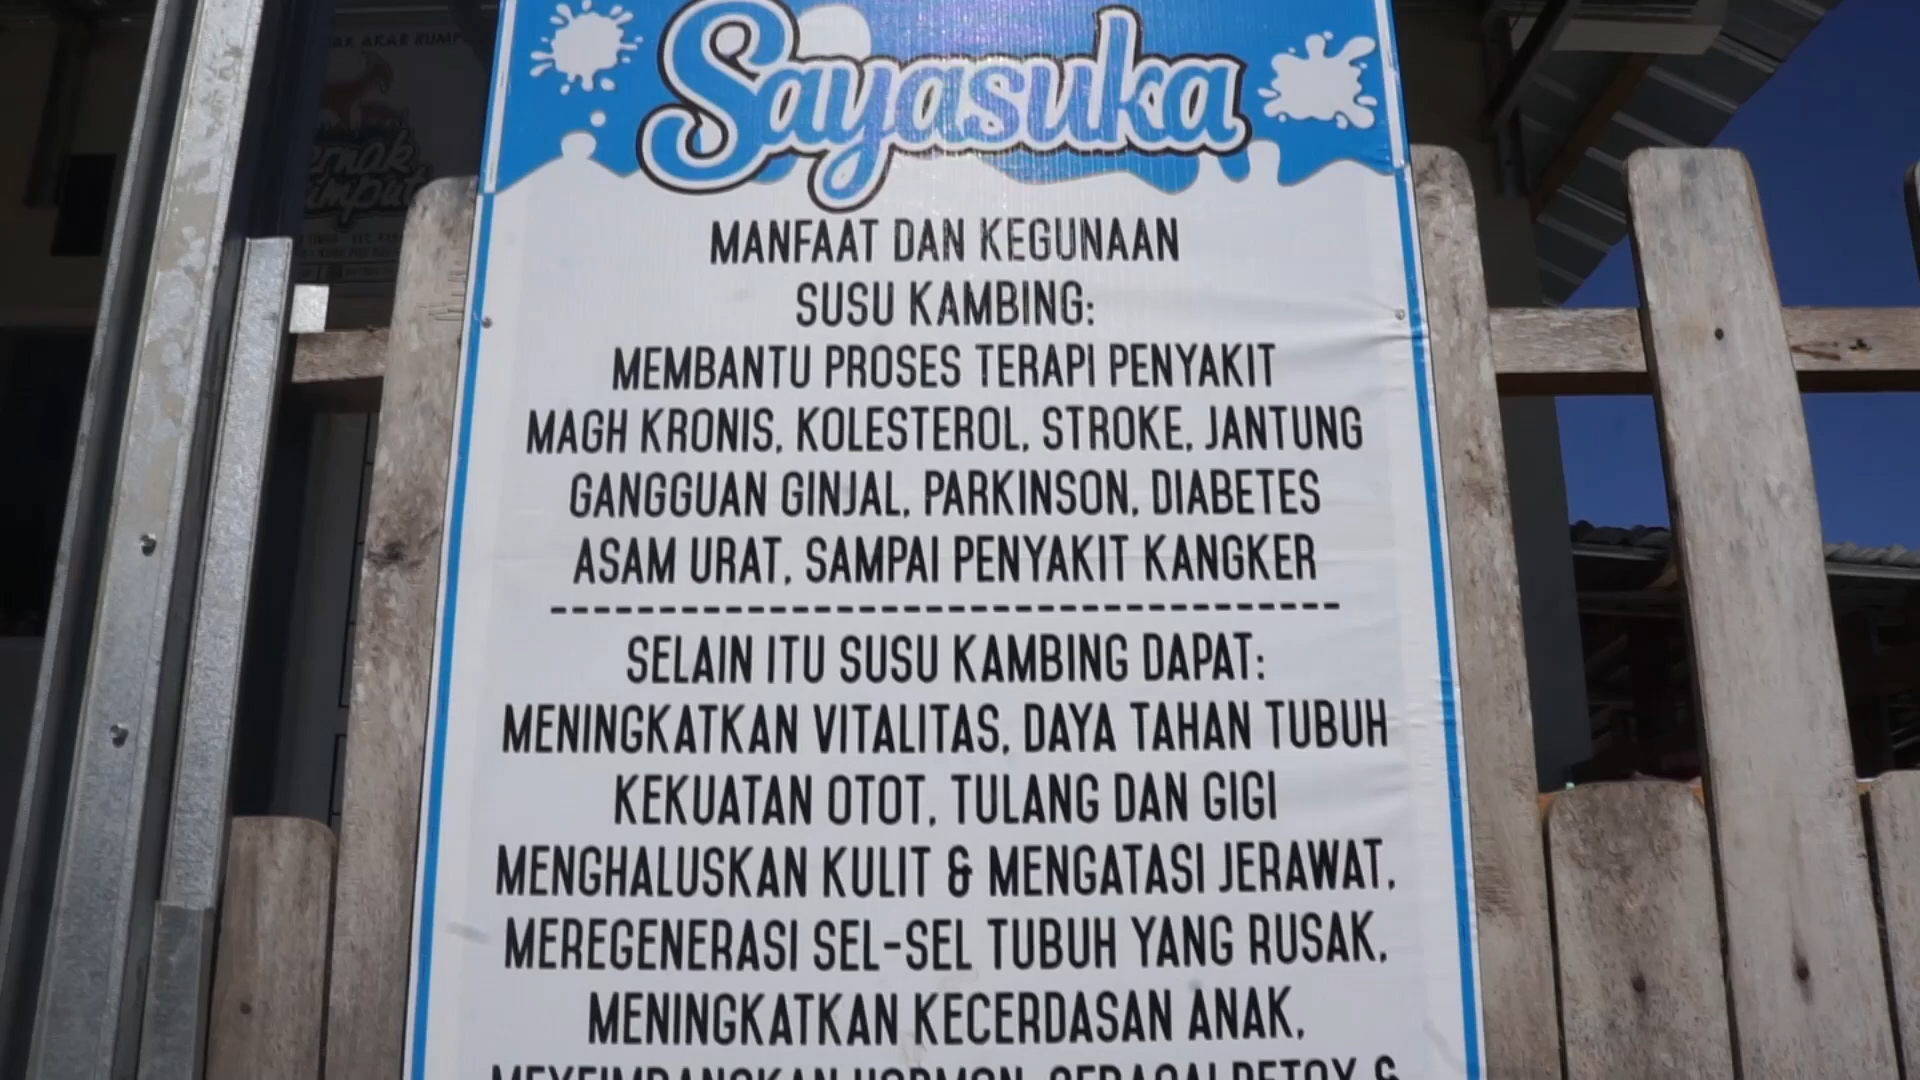 Sayasuka
MANFAAT DAN KEGUNAAN
SUSU KAMBING:
MEMBANTU PROSES TERAPI PENYAKIT
MAGH KRONIS, KOLESTEROL, STROKE, JANTUNG
GANGGUAN GINJAL, PARKINSON, DIABETES
ASAM URAT, SAMPAI PENYAKIT KANGKER
SELAIN ITU SUSU KAMBING DAPAT:
MENINGKATKAN VITALITAS, DAYA TAHAN TUBUH
KEKUATAN OTOT, TULANG DAN GIGI
MENGHALUSKAN KULIT & MENGATASI JERAWAT,
MEREGENERASI SEL-SEL TUBUH YANG RUSAK,
MENINGKATKAN KECERDASAN ANAK,